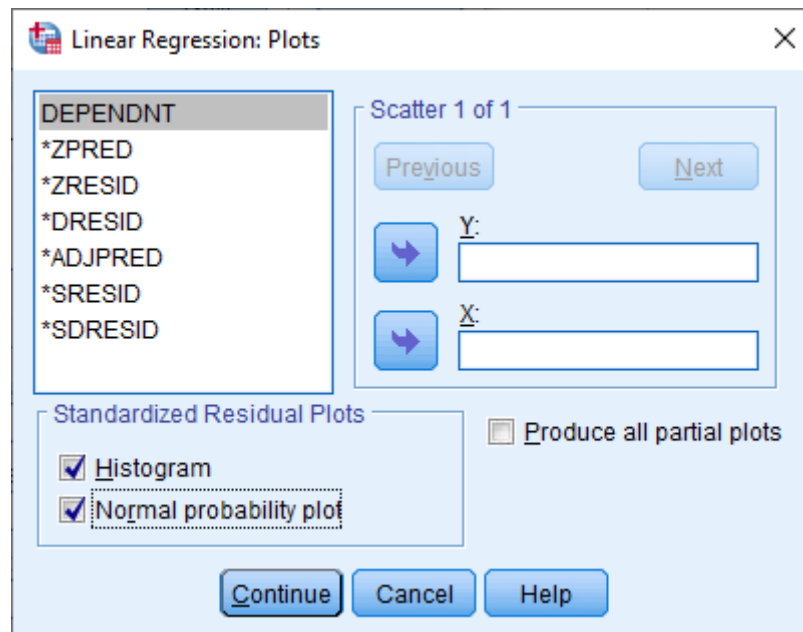 Linear Regression: Plots
DEPENDNT
*ZPRED
*ZRESID
*DRESID
*ADJPRED
*SRESID
*SDRESID
Scatter 1 of 1
Previous
Next
Y:
X:
Standardized Residual Plots
Histogram
Normal probability plot
Produce all partial plots
Continue
Cancel
Help